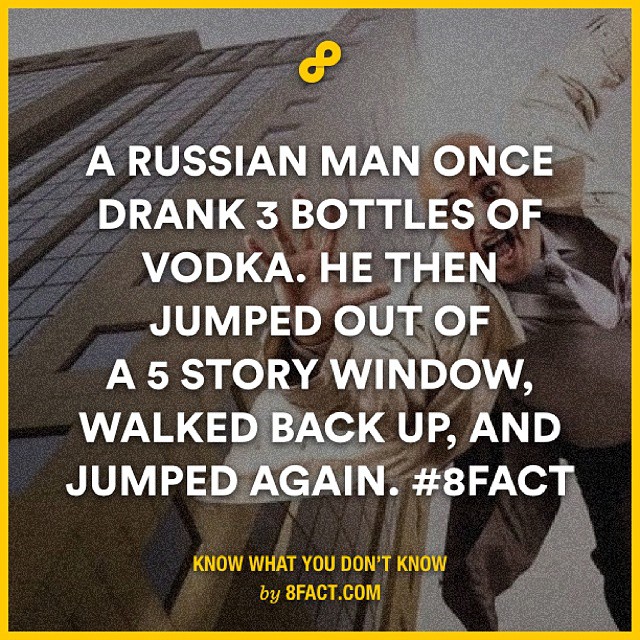 A RUSSIAN MAN ONCE
DRANK 3 BOTTLES OF
VODKA. HE THEN
JUMPED OUT OF
A 5 STORY WINDOW,
WALKED BACK UP, AND
JUMPED AGAIN. #8FACT
KNOW WHAT YOU DON'T KNOW
by 8FACT.COM